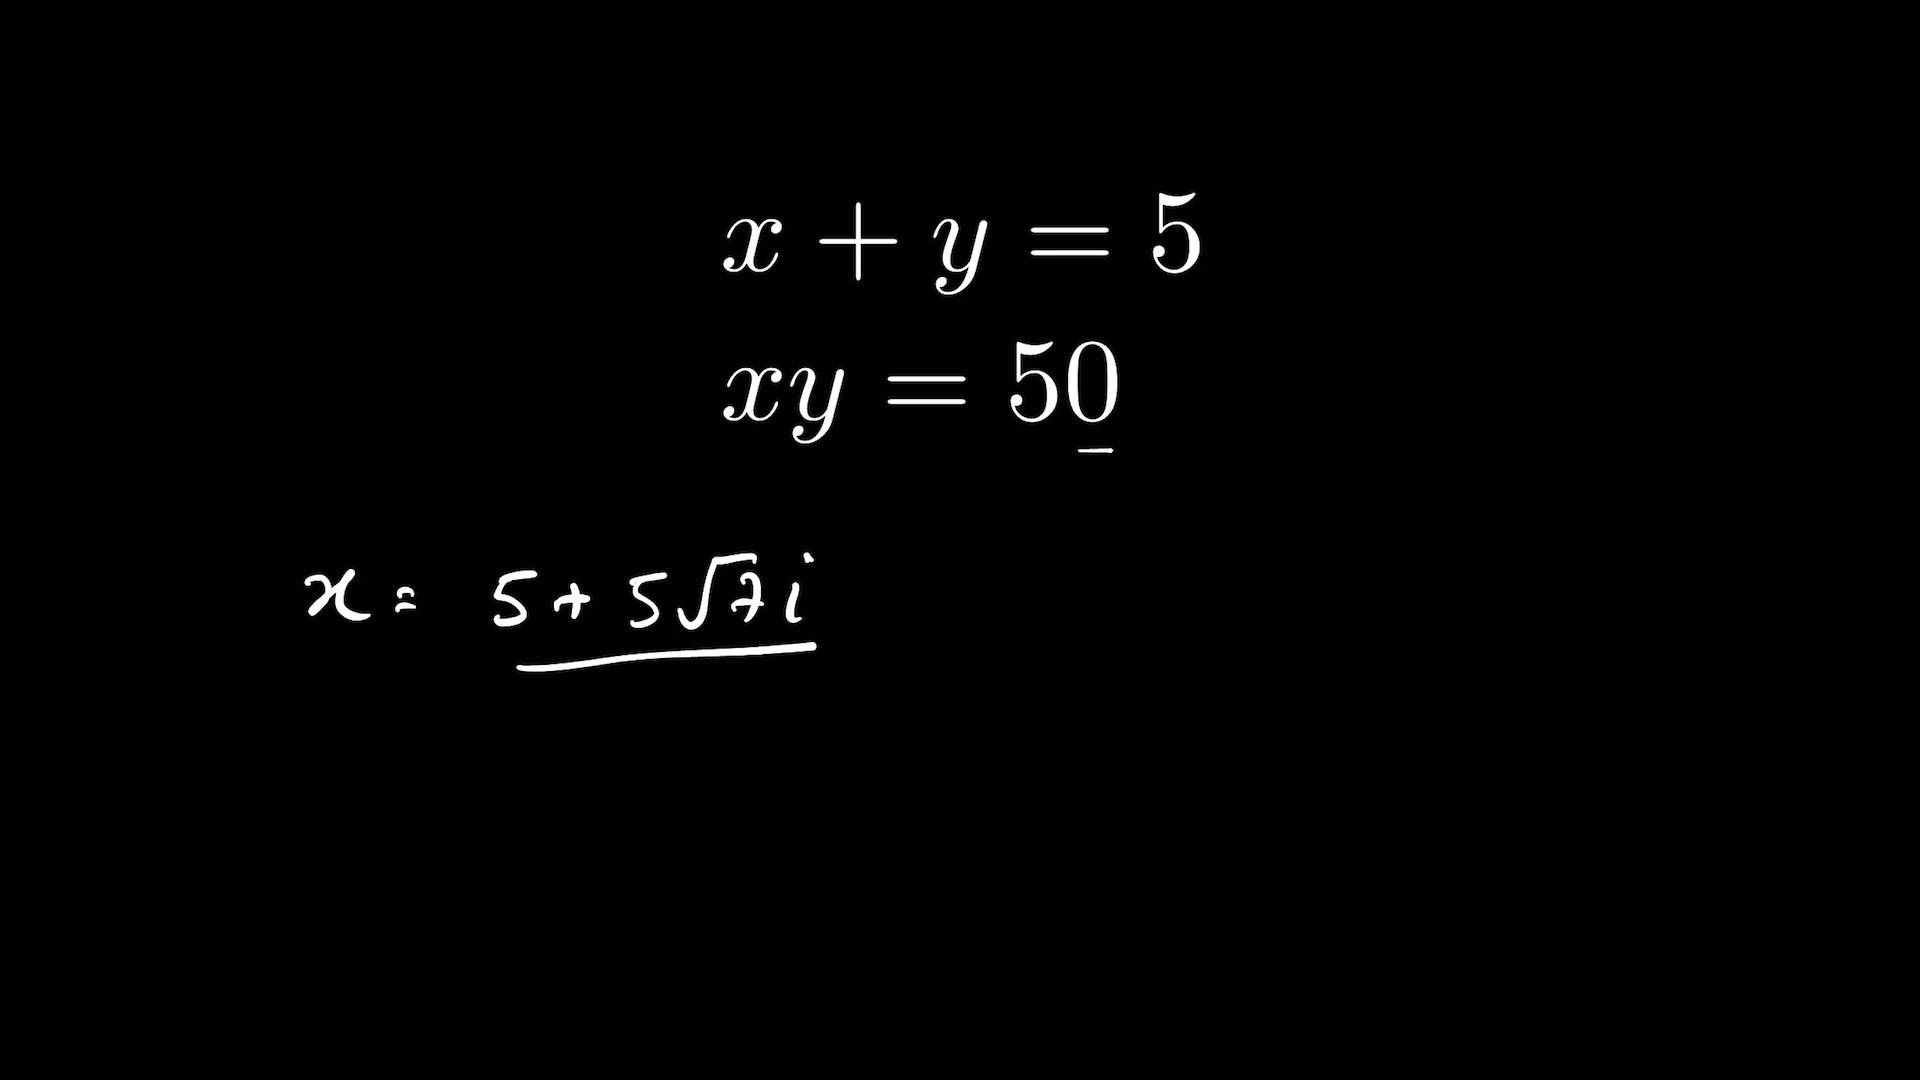 x + y = 5
xy = 50
x = 5 + 5√7i